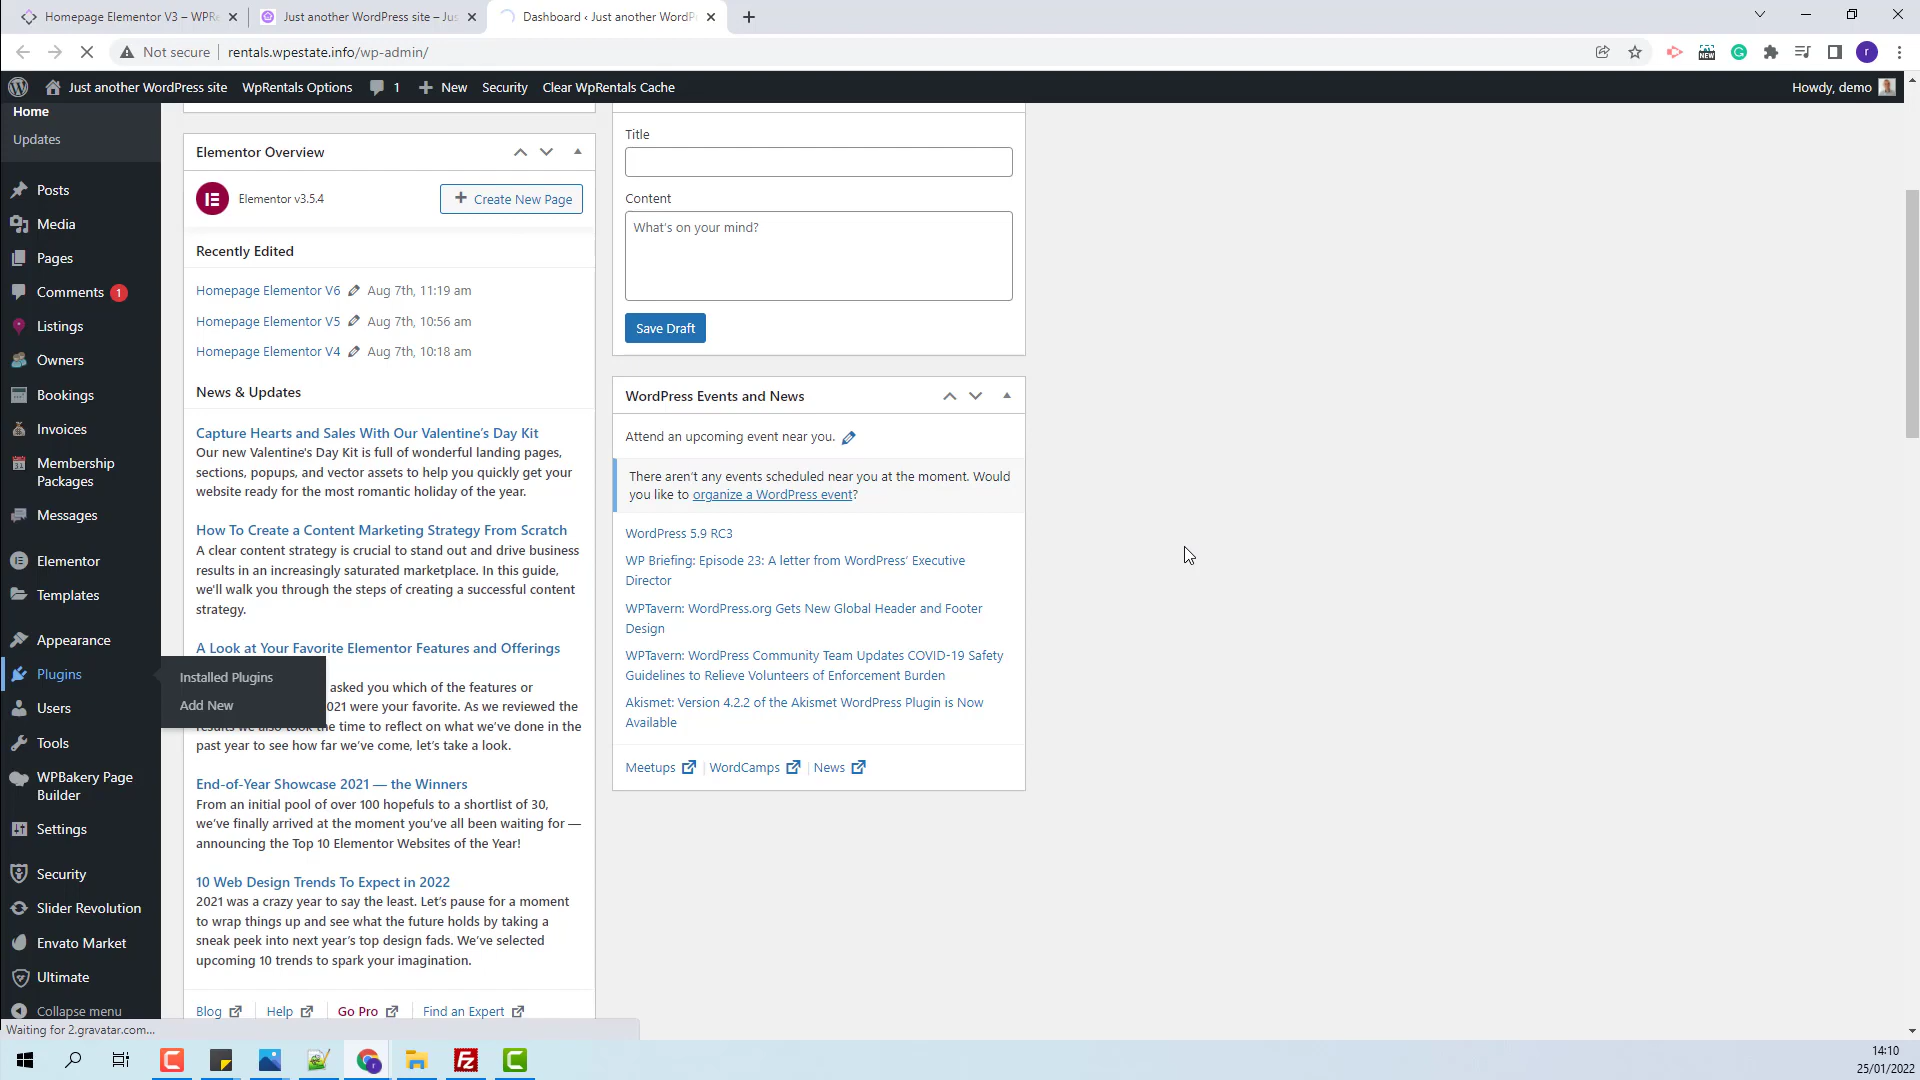 Homepage Elevator V3 – WPRe
Just another WordPress site – Jus
Dashboard ‹ Just another WordP
Not secure
rentals.wpestate.info/wp-admin/
NEW
r
Just another WordPress site
WpRentals Options
1
New
Security
Clear WpRentals Cache
Howdy, demo
Home
Updates
Posts
Media
Pages
Comments 1
Listings
Owners
Bookings
Invoices
Membership
Packages
Messages
Elementor
Templates
Appearance
Plugins
Installed Plugins
Add New
Users
Tools
WPBakery Page
Builder
Settings
Security
Slider Revolution
Envato Market
Ultimate
Collapse menu
Elementor Overview
Elementor v3.5.4
Create New Page
Recently Edited
Homepage Elementor V6 Aug 7th, 11:19 am
Homepage Elementor V5 Aug 7th, 10:56 am
Homepage Elementor V4 Aug 7th, 10:18 am
News & Updates
Capture Hearts and Sales With Our Valentine’s Day Kit
Our new Valentine's Day Kit is full of wonderful landing pages,
sections, popups, and vector assets to help you quickly get your
website ready for the most romantic holiday of the year.
How To Create a Content Marketing Strategy From Scratch
A clear content strategy is crucial to stand out and drive business
results in an increasingly saturated marketplace. In this guide,
we'll walk you through the steps of creating a successful content
strategy.
A Look at Your Favorite Elementor Features and Offerings
asked you which of the features or
021 were your favorite. As we reviewed the
results we also took the time to reflect on what we’ve done in the
past year to see how far we’ve come, let’s take a look.
End-of-Year Showcase 2021 — the Winners
From an initial pool of over 100 hopefuls to a shortlist of 30,
we’ve finally arrived at the moment you’ve all been waiting for —
announcing the Top 10 Elementor Websites of the Year!
10 Web Design Trends To Expect in 2022
2021 was a crazy year to say the least. Let’s pause for a moment
to wrap things up and see what the future holds by taking a
sneak peek into next year’s top design fads. We’ve selected
upcoming 10 trends to spark your imagination.
Blog Help Go Pro Find an Expert
Title
Content
What’s on your mind?
Save Draft
WordPress Events and News
Attend an upcoming event near you.
There aren’t any events scheduled near you at the moment. Would
you like to organize a WordPress event?
WordPress 5.9 RC3
WP Briefing: Episode 23: A letter from WordPress’ Executive
Director
WPTavern: WordPress.org Gets New Global Header and Footer
Design
WPTavern: WordPress Community Team Updates COVID-19 Safety
Guidelines to Relieve Volunteers of Enforcement Burden
Akismet: Version 4.2.2 of the Akismet WordPress Plugin is Now
Available
Meetups WordCamps News
Waiting for 2.gravatar.com...
14:10
25/01/2022